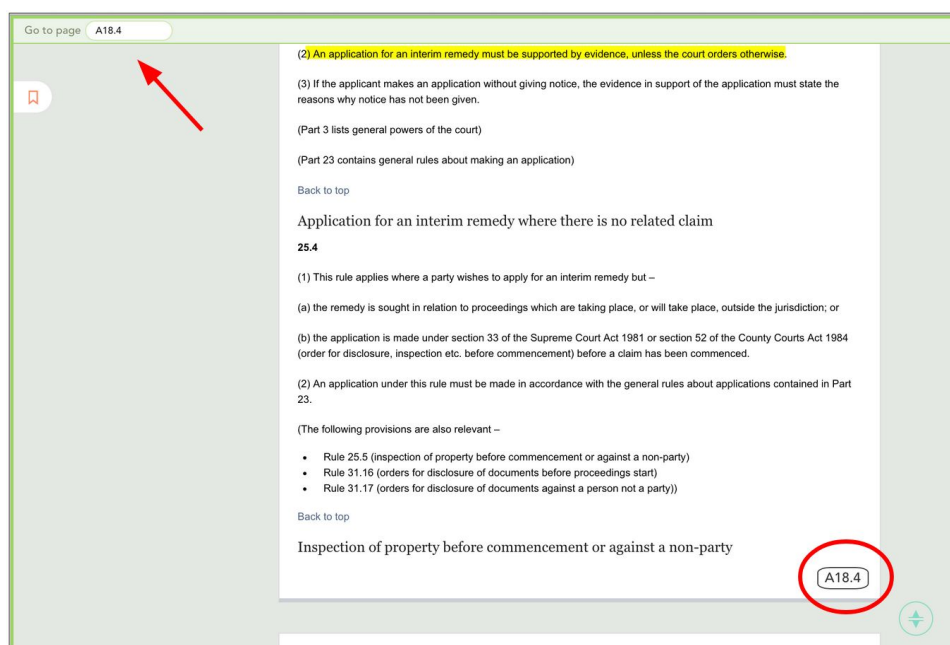 Go to page A18.4
(2) An application for an interim remedy must be supported by evidence, unless the court orders otherwise.
(3) If the applicant makes an application without giving notice, the evidence in support of the application must state the
reasons why notice has not been given.
(Part 3 lists general powers of the court)
(Part 23 contains general rules about making an application)
Back to top
Application for an interim remedy where there is no related claim
25.4
(1) This rule applies where a party wishes to apply for an interim remedy but –
(a) the remedy is sought in relation to proceedings which are taking place, or will take place, outside the jurisdiction; or
(b) the application is made under section 33 of the Supreme Court Act 1981 or section 52 of the County Courts Act 1984
(order for disclosure, inspection etc. before commencement) before a claim has been commenced.
(2) An application under this rule must be made in accordance with the general rules about applications contained in Part
23.
(The following provisions are also relevant –
• Rule 25.5 (inspection of property before commencement or against a non-party)
• Rule 31.16 (orders for disclosure of documents before proceedings start)
• Rule 31.17 (orders for disclosure of documents against a person not a party))
Back to top
Inspection of property before commencement or against a non-party
A18.4